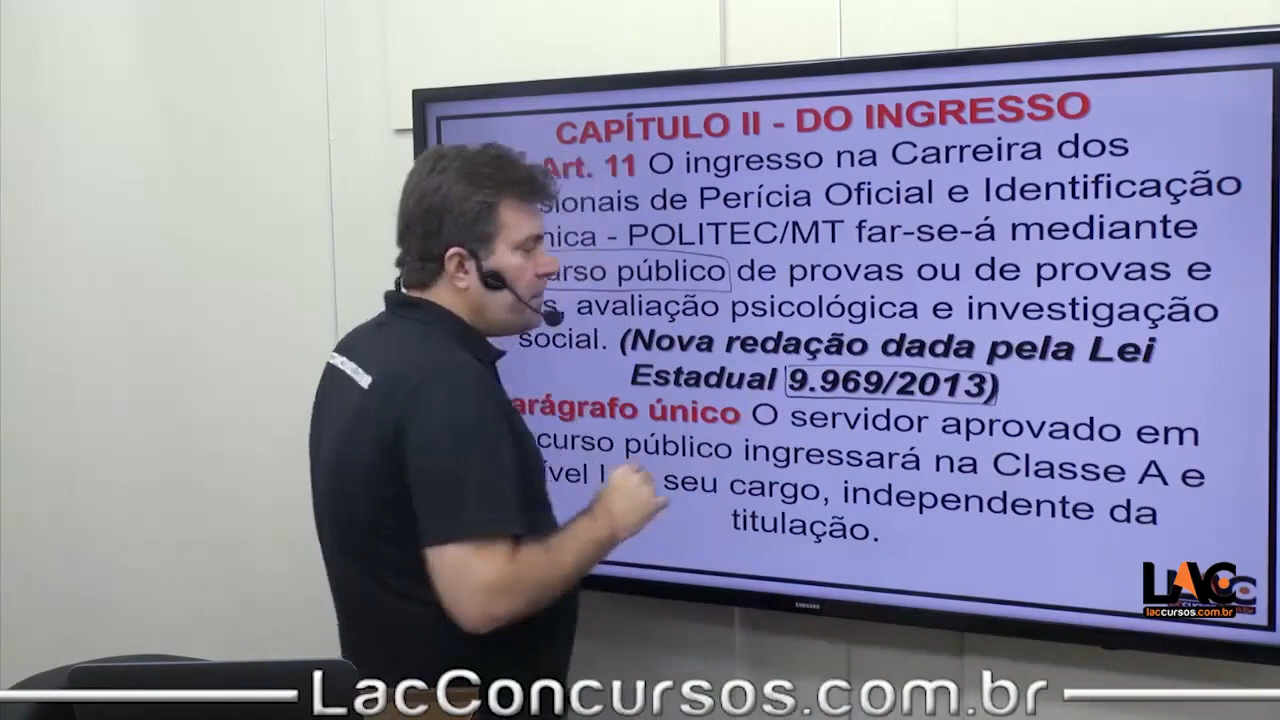 CAPÍTULO II - DO INGRESSO
Art. 11 O ingresso na Carreira dos
sionais de Perícia Oficial e Identificação
nica - POLITEC/MT far-se-á mediante
urso público de provas ou de provas e
s, avaliação psicológica e investigação
social. (Nova redação dada pela Lei
Estadual 9.969/2013)
arágrafo único O servidor aprovado em
curso público ingressará na Classe A e
ível I seu cargo, independente da
titulação.
SAMSUNG
LAC
laccursos.com.br
LacConcursos.com.br